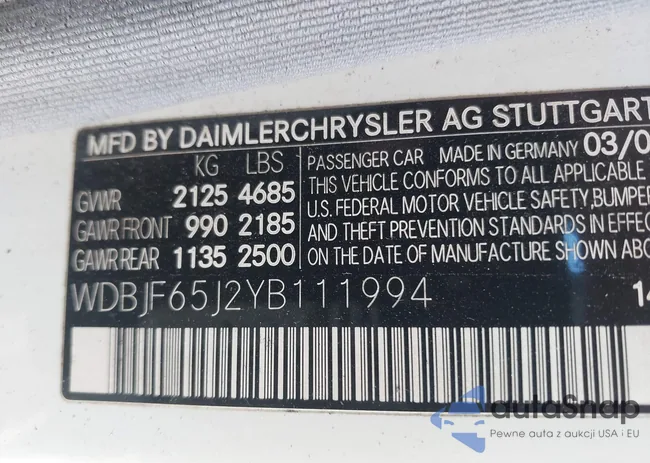 MFD BY DAIMLERCHRYSLER AG STUTTGART
KG LBS
GVWR 2125 4685
GAWR FRONT 990 2185
GAWR REAR 1135 2500
PASSENGER CAR MADE IN GERMANY 03/0
THIS VEHICLE CONFORMS TO ALL APPLICABLE
U.S. FEDERAL MOTOR VEHICLE SAFETY, BUMPER
AND THEFT PREVENTION STANDARDS IN EFFEC
ON THE DATE OF MANUFACTURE SHOWN ABO
WDBJF65J2YB111994
14
autoSnap
Pewne auta z aukcji USA i EU